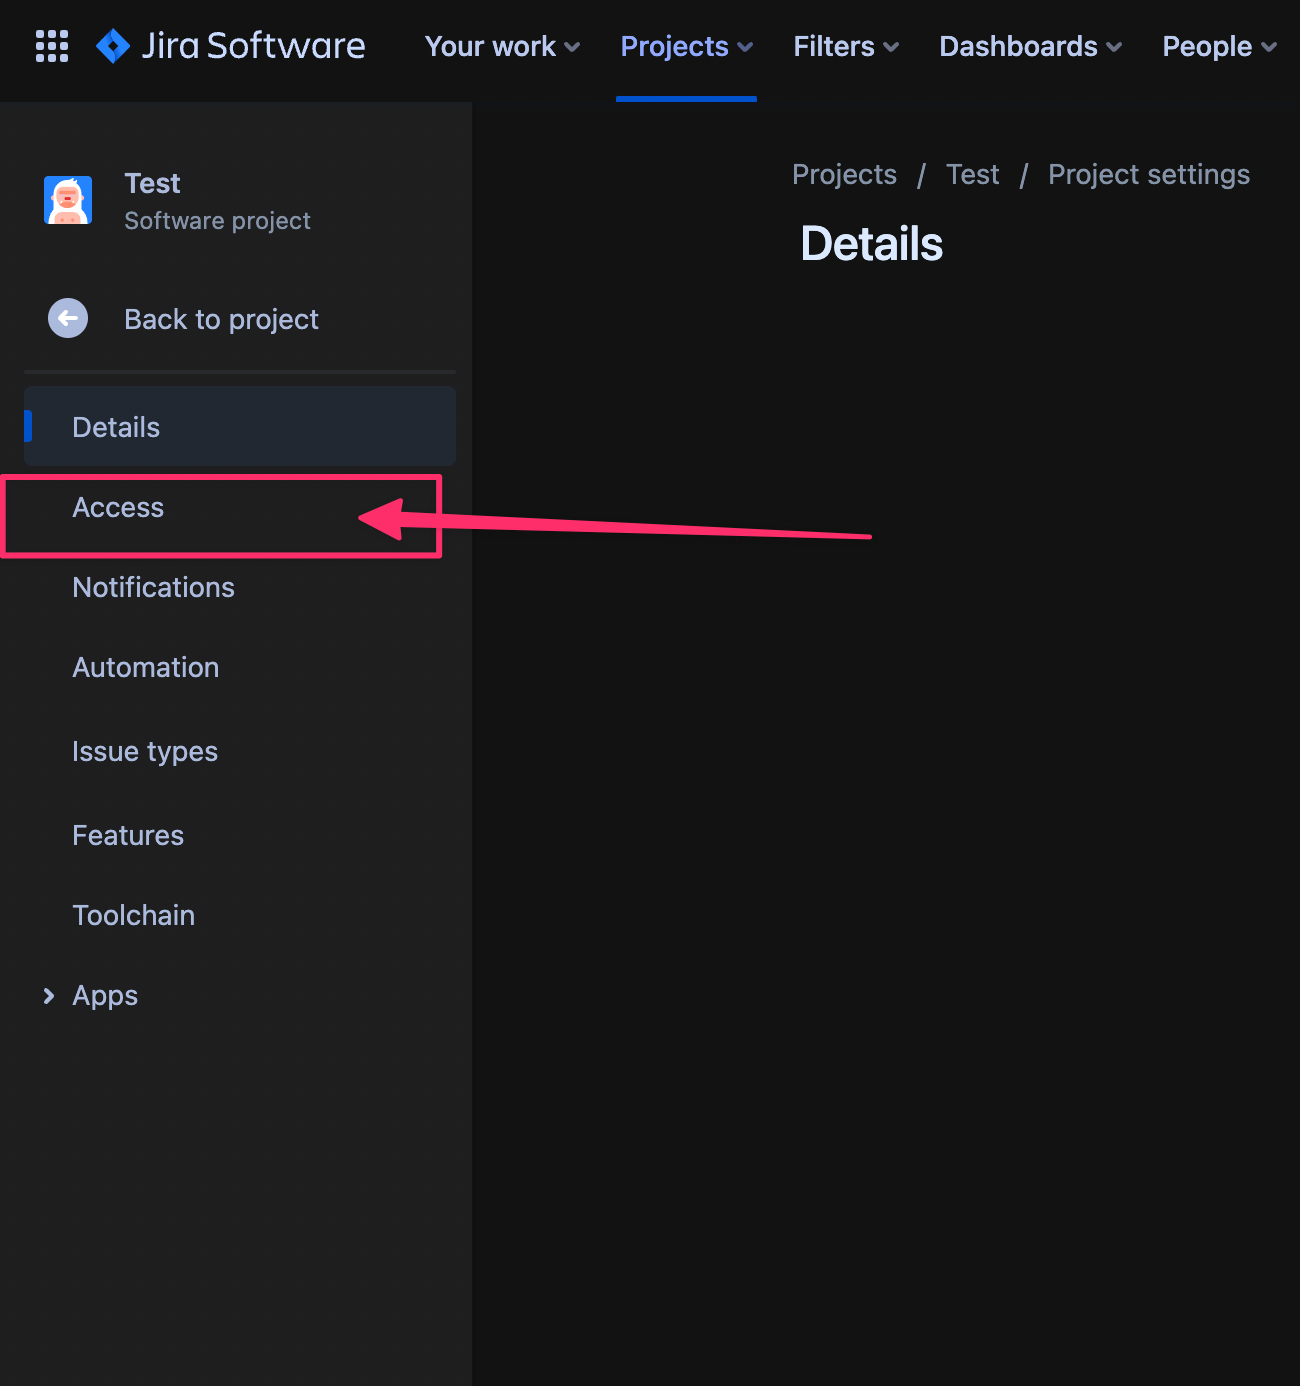 Jira Software Your work Projects Filters Dashboards People
Test
Software project
Back to project
Details
Access
Notifications
Automation
Issue types
Features
Toolchain
Apps
Projects / Test / Project settings
Details